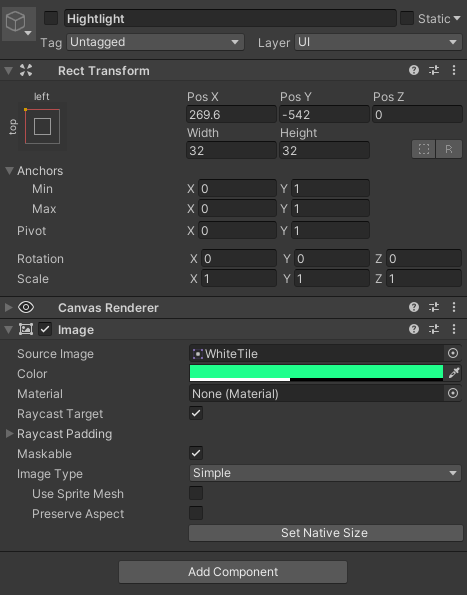 Hightlight Static
Tag Untagged Layer UI
Rect Transform
left
top
Pos X Pos Y Pos Z
269.6 -542 0
Width Height
32 32 R
Anchors
Min X 0 Y 1
Max X 0 Y 1
Pivot X 0 Y 1
Rotation X 0 Y 0 Z 0
Scale X 1 Y 1 Z 1
Canvas Renderer
Image
Source Image WhiteTile
Color
Material None (Material)
Raycast Target
Raycast Padding
Maskable
Image Type Simple
Use Sprite Mesh
Preserve Aspect
Set Native Size
Add Component